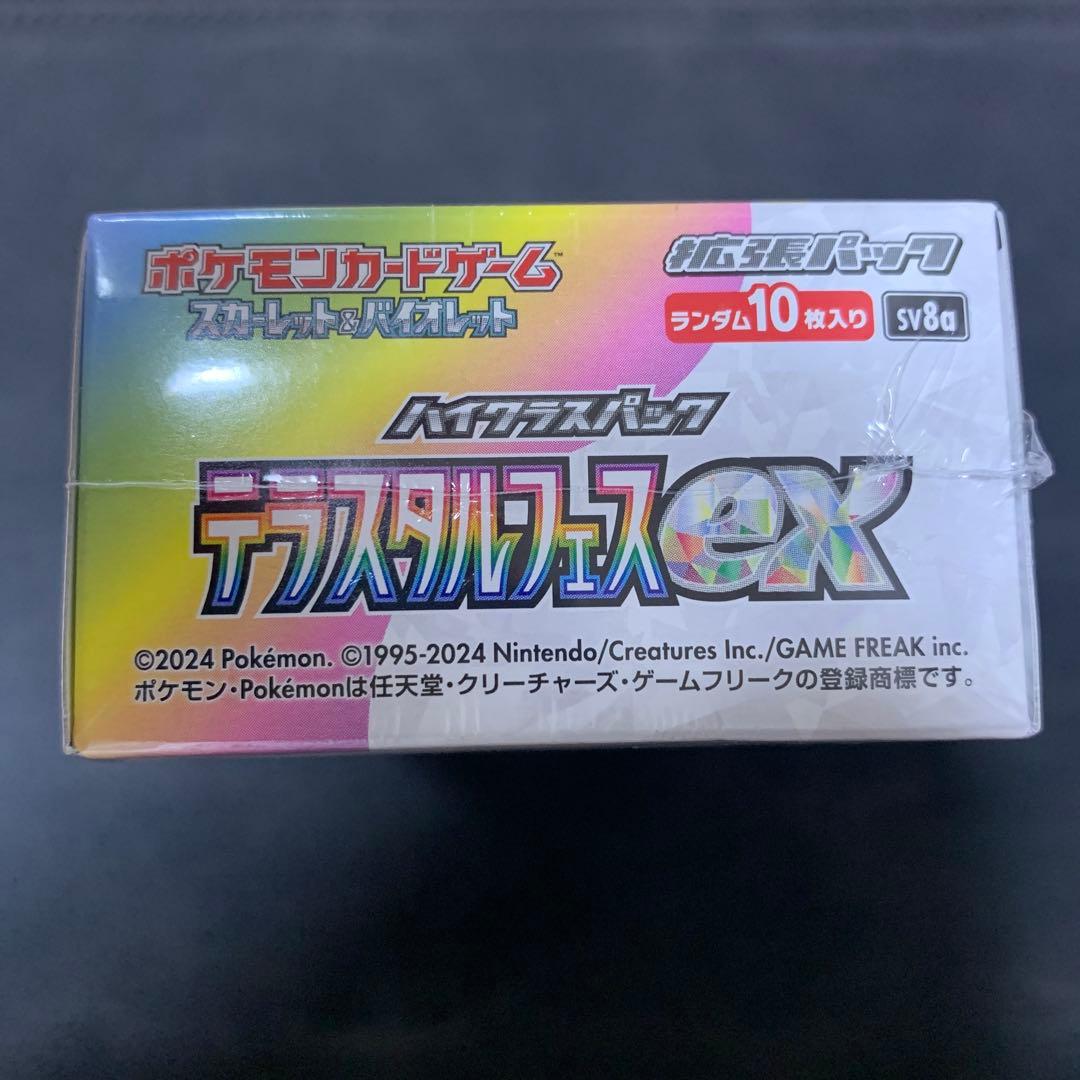 ポケモンカードゲーム™
スカーレット&バイオレット
拡張パック
ランダム10枚入り
sv8a
ハイクラスパック
テラスタルフェスex
©2024 Pokémon. ©1995-2024 Nintendo/Creatures Inc./GAME FREAK inc.
ポケモン・Pokémonは任天堂・クリーチャーズ・ゲームフリークの登録商標です。